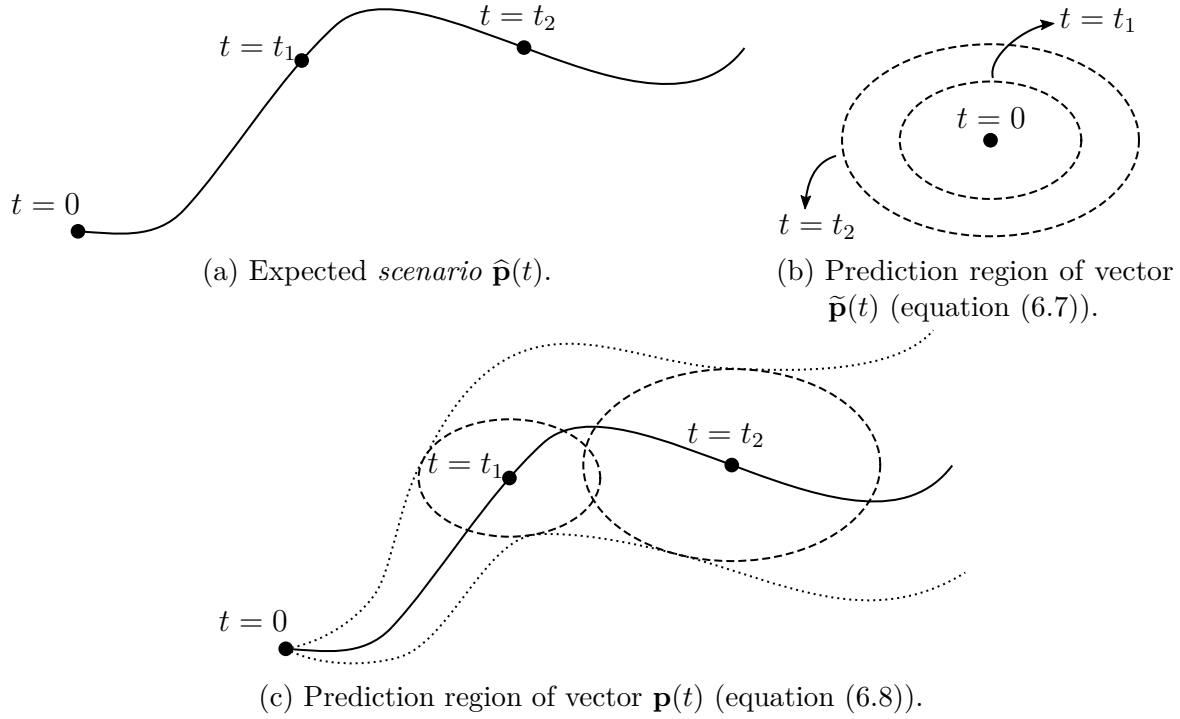 t = t₂
t = t₁
t = 0
(a) Expected scenario p̂(t).
t = t₁
t = 0
t = t₂
(b) Prediction region of vector
p̃(t) (equation (6.7)).
t = t₂
t = t₁
t = 0
(c) Prediction region of vector p(t) (equation (6.8)).